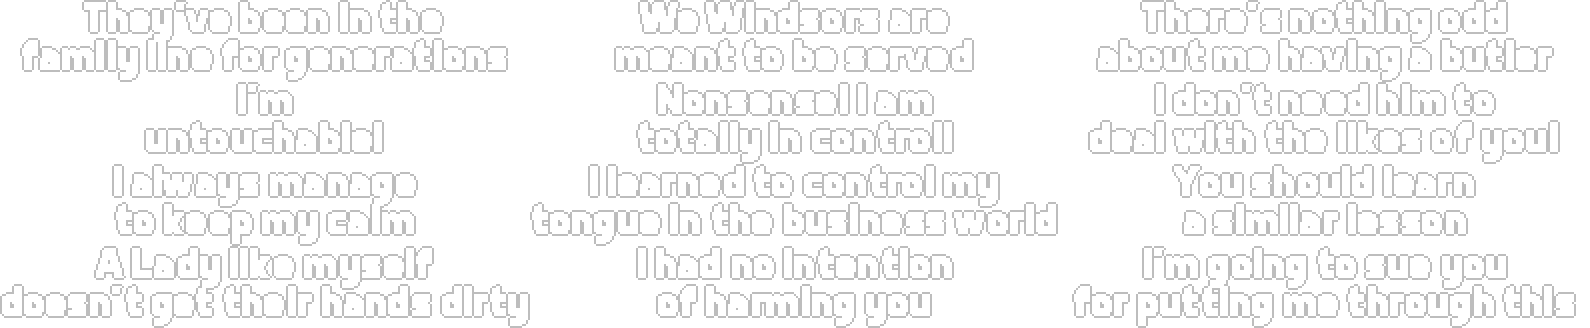 They've been in the
family line for generations
I'm
untouchable!
I always manage
to keep my calm
A Lady like myself
doesn't get their hands dirty
We Windsors are
meant to be served
Nonsense! I am
totally in control!
I learned to control my
tongue in the business world
I had no intention
of harming you
There's nothing odd
about me having a butler
I don't need him to
deal with the likes of you!
You should learn
a similar lesson
I'm going to sue you
for putting me through this